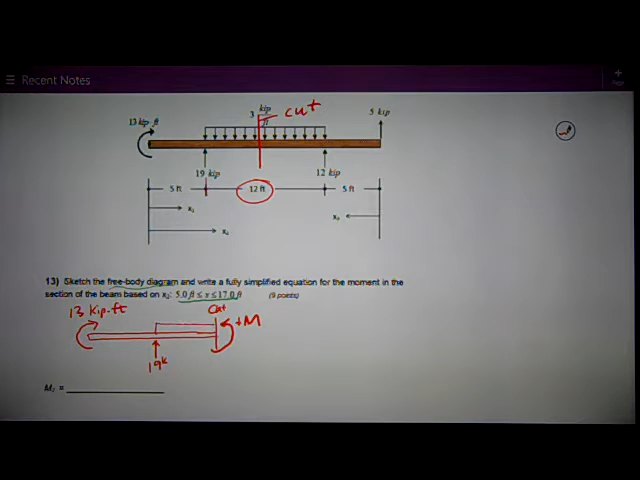 Recent Notes
13 kip·ft
3 kip/ft
cut
5 kip
19 kip
12 kip
5 ft
12 ft
5 ft
x₁
x₂
13) Sketch the free-body diagram and write a fully simplified equation for the moment in the
section of the beam based on x₂: 5.0 ft ≤ x ≤ 17.0 ft (9 points)
13 Kip·ft
Cut
+M
19k
M₂ =